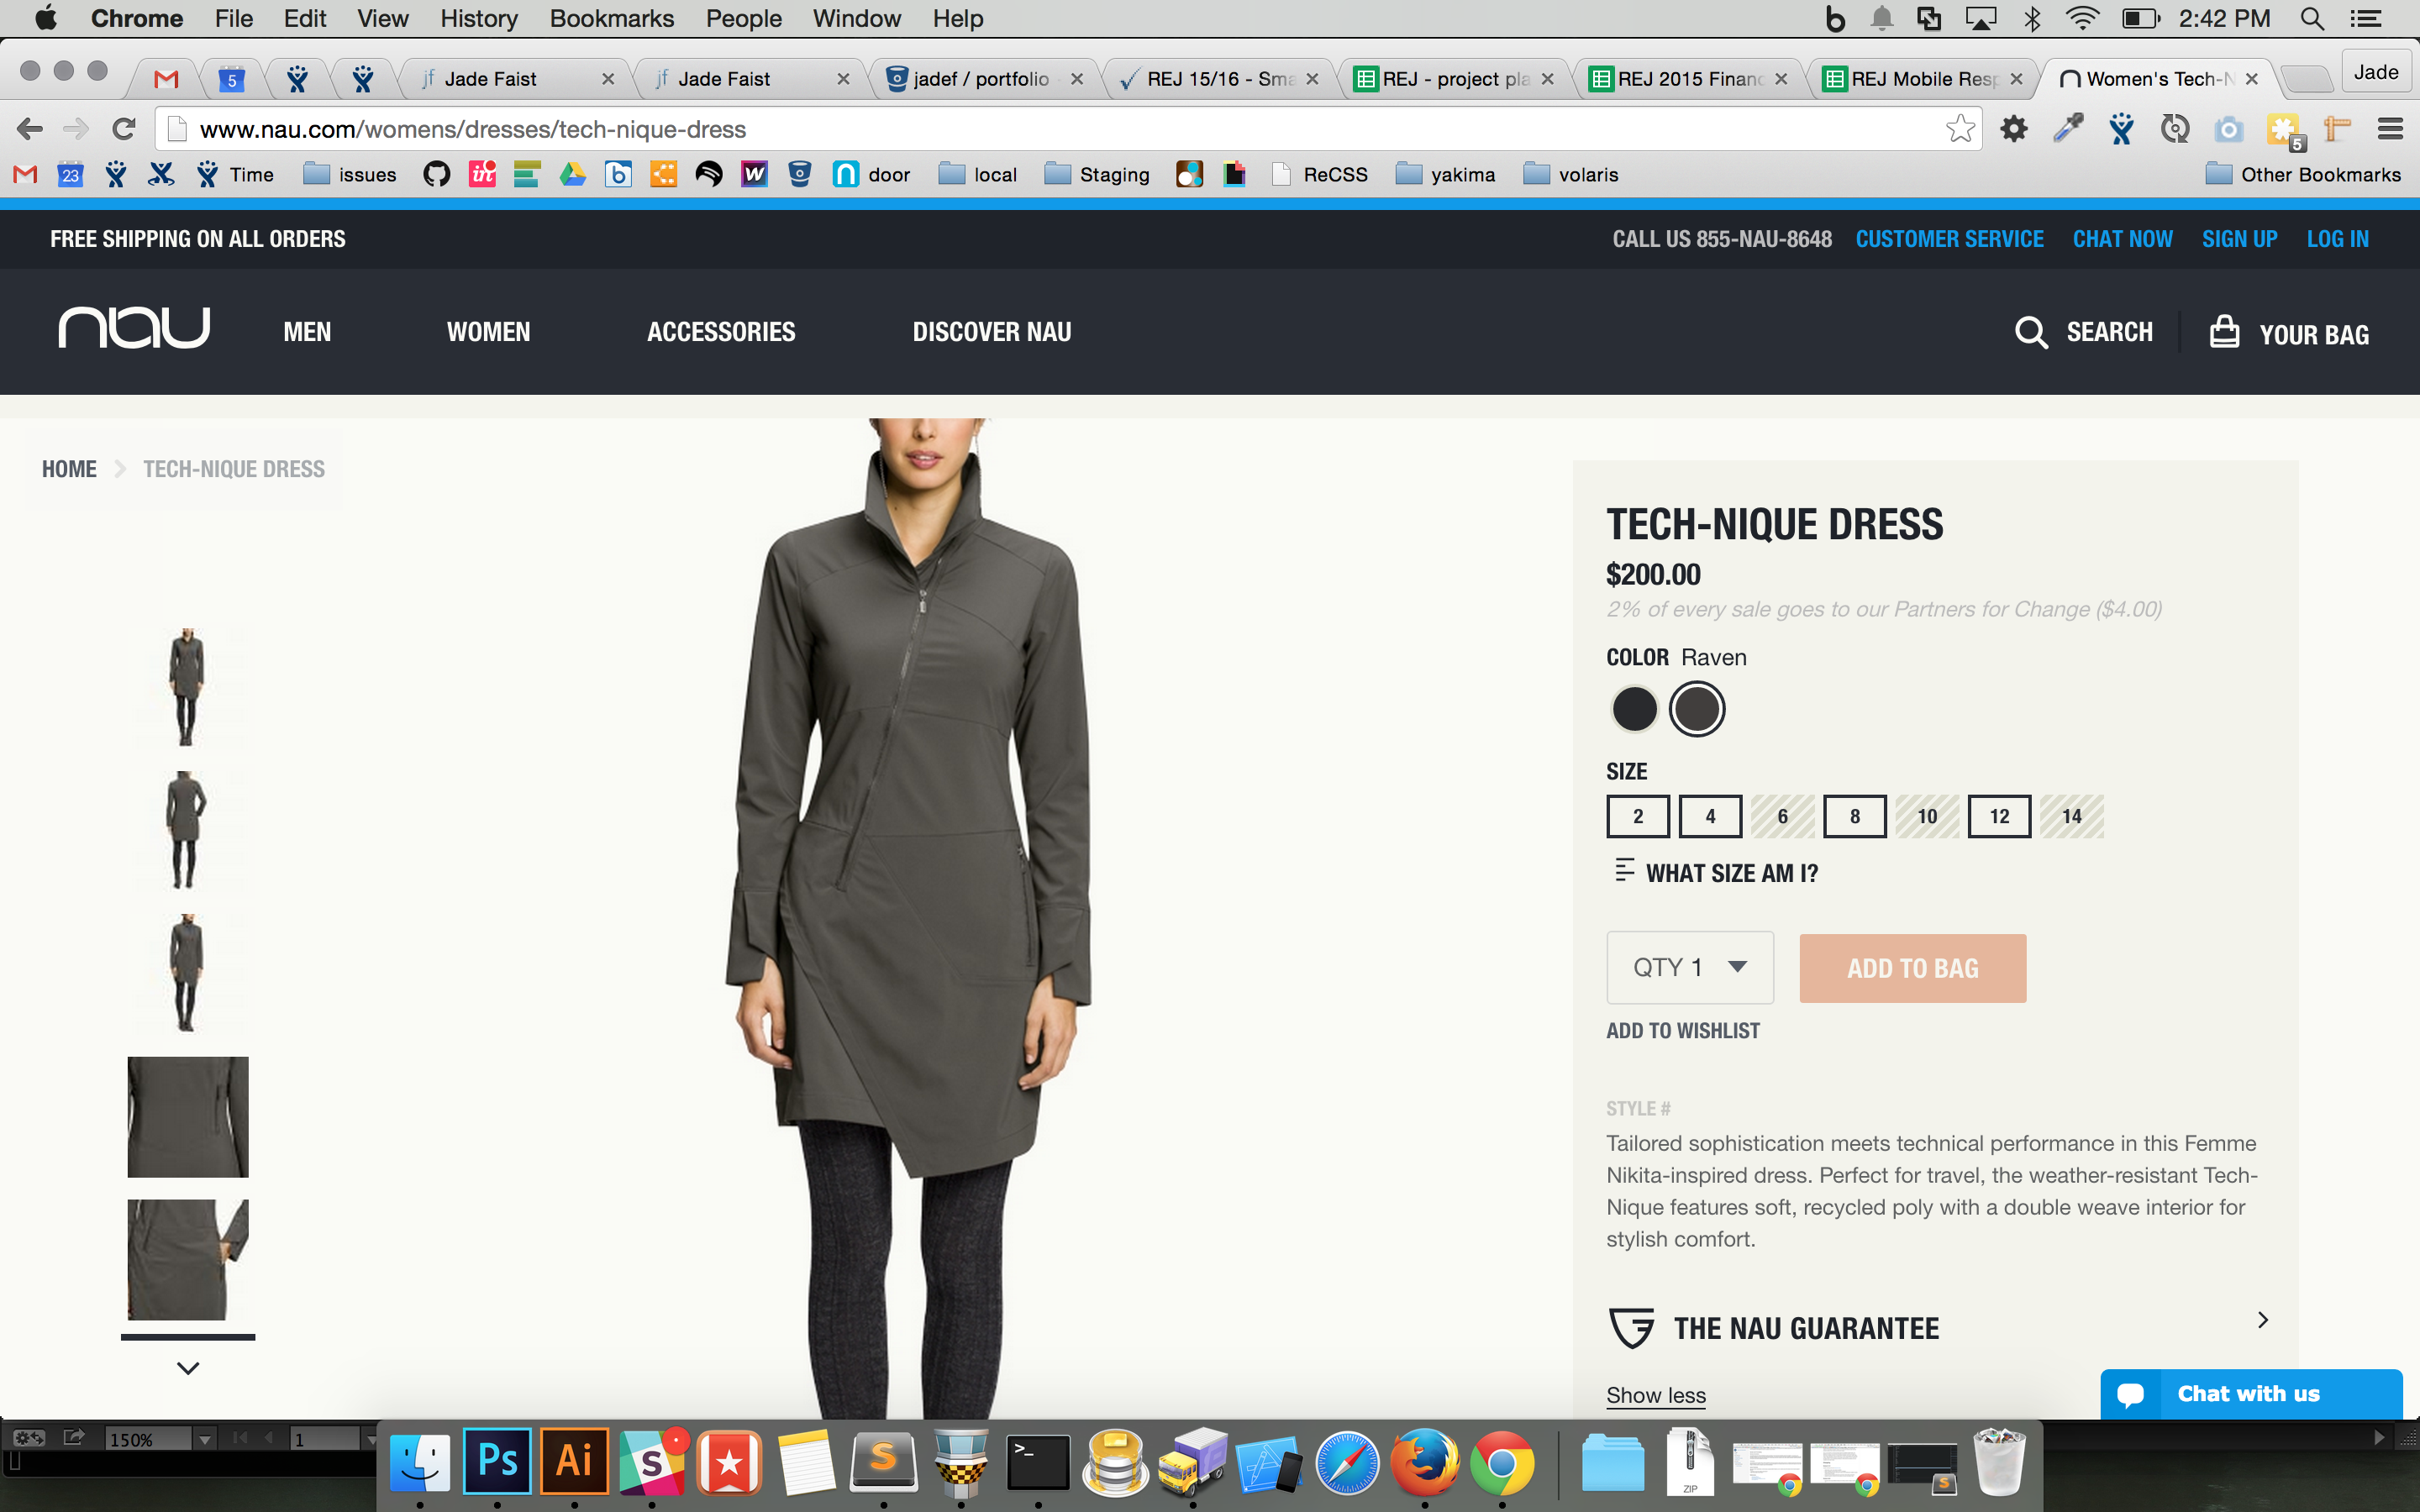 Chrome File Edit View History Bookmarks People Window Help 2:42 PM
5 Jade Faist Jade Faist jadef / portfolio REJ 15/16 - Sma REJ - project pla REJ 2015 Financ REJ Mobile Resp Women's Tech-N Jade
www.nau.com/womens/dresses/tech-nique-dress 5
23 Time issues door local Staging ReCSS yakima volaris Other Bookmarks
FREE SHIPPING ON ALL ORDERS CALL US 855-NAU-8648 CUSTOMER SERVICE CHAT NOW SIGN UP LOG IN
nau MEN WOMEN ACCESSORIES DISCOVER NAU SEARCH YOUR BAG
HOME TECH-NIQUE DRESS
TECH-NIQUE DRESS
$200.00
2% of every sale goes to our Partners for Change ($4.00)
COLOR Raven
SIZE
2 4 6 8 10 12 14
WHAT SIZE AM I?
QTY 1 ADD TO BAG
ADD TO WISHLIST
STYLE #
Tailored sophistication meets technical performance in this Femme
Nikita-inspired dress. Perfect for travel, the weather-resistant Tech-
Nique features soft, recycled poly with a double weave interior for
stylish comfort.
THE NAU GUARANTEE
Show less
Chat with us
150% 1
Ps Ai S S >_ ZIP S